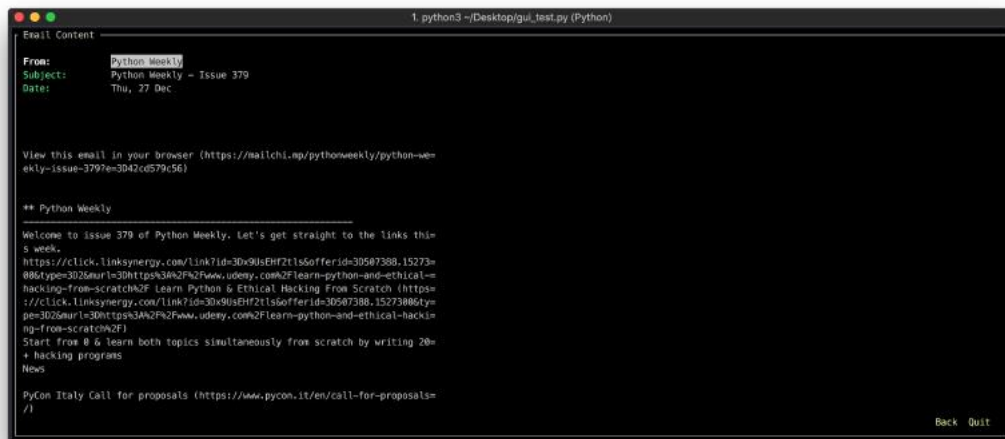 1. python3 ~/Desktop/gui_test.py (Python)
Email Content
From: Python Weekly
Subject: Python Weekly – Issue 379
Date: Thu, 27 Dec
View this email in your browser (https://mailchi.mp/pythonweekly/python-we=
ekly-issue-379?e=3D42cd579c56)
** Python Weekly
Welcome to issue 379 of Python Weekly. Let's get straight to the links thi=
s week.
https://click.linksynergy.com/link?id=3Dx9UsEHf2tls&offerid=3D507388.15273=
00&type=3D2&murl=3Dhttps%3A%2F%2Fwww.udemy.com%2Flearn-python-and-ethical-=
hacking-from-scratch%2F Learn Python & Ethical Hacking From Scratch (https=
://click.linksynergy.com/link?id=3Dx9UsEHf2tls&offerid=3D507388.1527300&ty=
pe=3D2&murl=3Dhttps%3A%2F%2Fwww.udemy.com%2Flearn-python-and-ethical-hacki=
ng-from-scratch%2F)
Start from 0 & learn both topics simultaneously from scratch by writing 20=
+ hacking programs
News
PyCon Italy Call for proposals (https://www.pycon.it/en/call-for-proposals=
/)
Back Quit